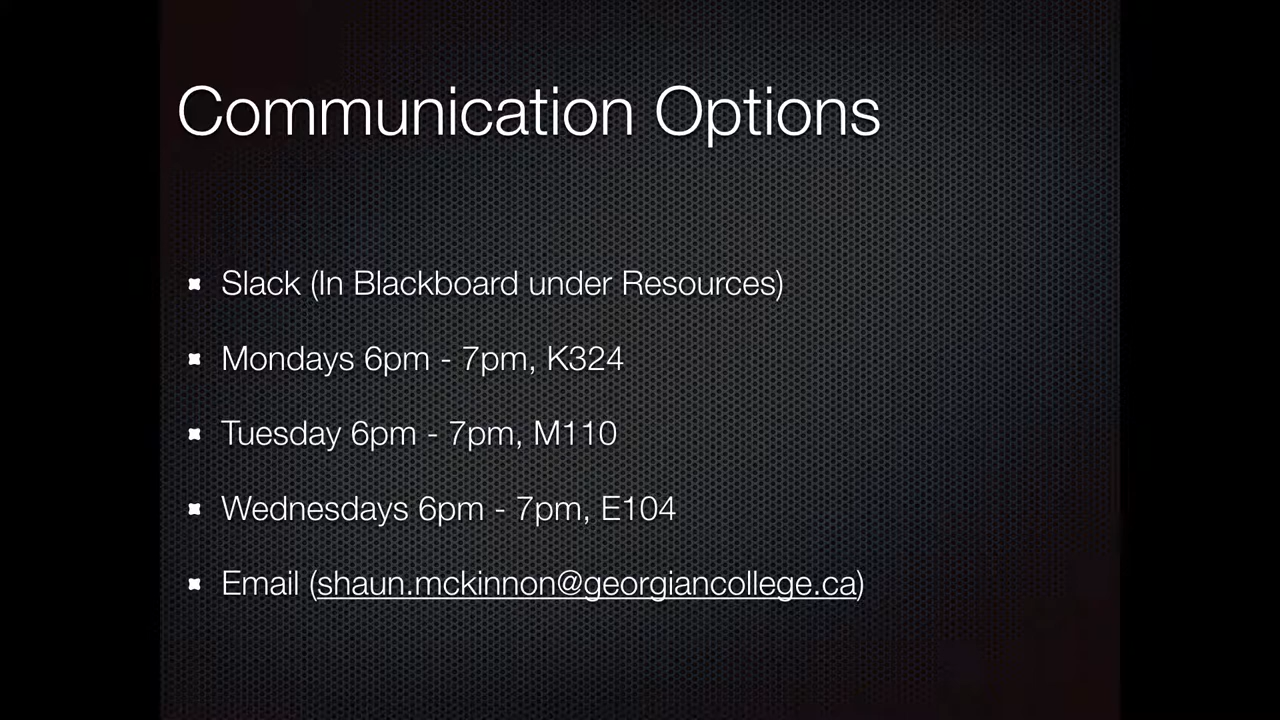 Communication Options
Slack (In Blackboard under Resources)
Mondays 6pm - 7pm, K324
Tuesday 6pm - 7pm, M110
Wednesdays 6pm - 7pm, E104
Email (shaun.mckinnon@georgiancollege.ca)